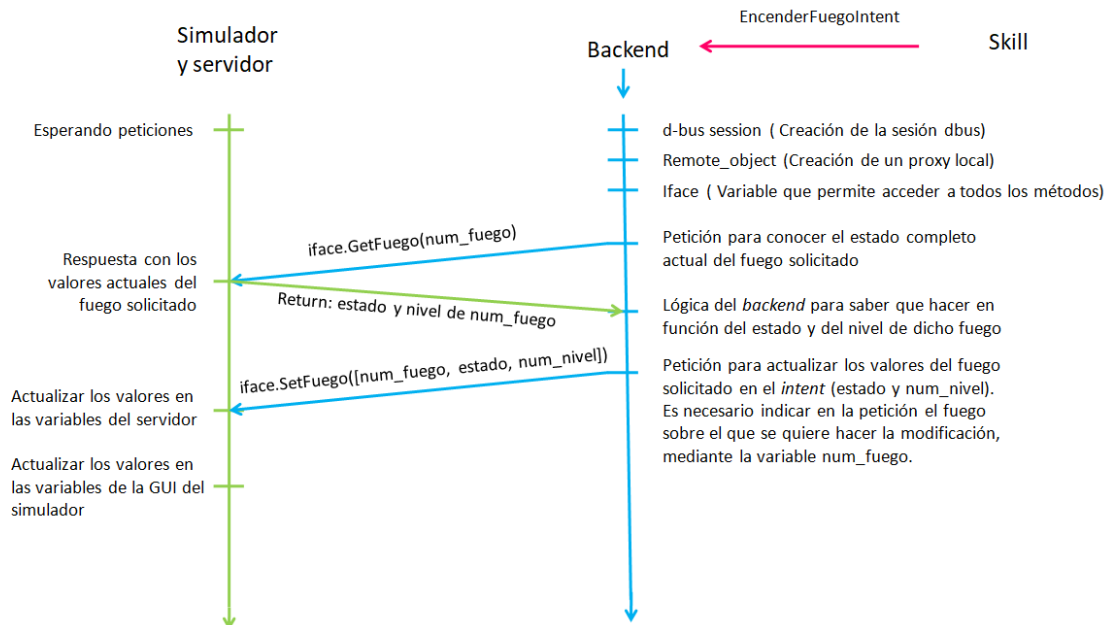 EncenderFuegoIntent
Simulador
y servidor
Backend
Skill
Esperando peticiones
d-bus session ( Creación de la sesión dbus)
Remote_object (Creación de un proxy local)
Iface ( Variable que permite acceder a todos los métodos)
iface.GetFuego(num_fuego)
Petición para conocer el estado completo
actual del fuego solicitado
Respuesta con los
valores actuales del
fuego solicitado
Return: estado y nivel de num_fuego
Lógica del backend para saber que hacer en
función del estado y del nivel de dicho fuego
iface.SetFuego([num_fuego, estado, num_nivel])
Petición para actualizar los valores del fuego
solicitado en el intent (estado y num_nivel).
Es necesario indicar en la petición el fuego
sobre el que se quiere hacer la modificación,
mediante la variable num_fuego.
Actualizar los valores en
las variables del servidor
Actualizar los valores en
las variables de la GUI del
simulador